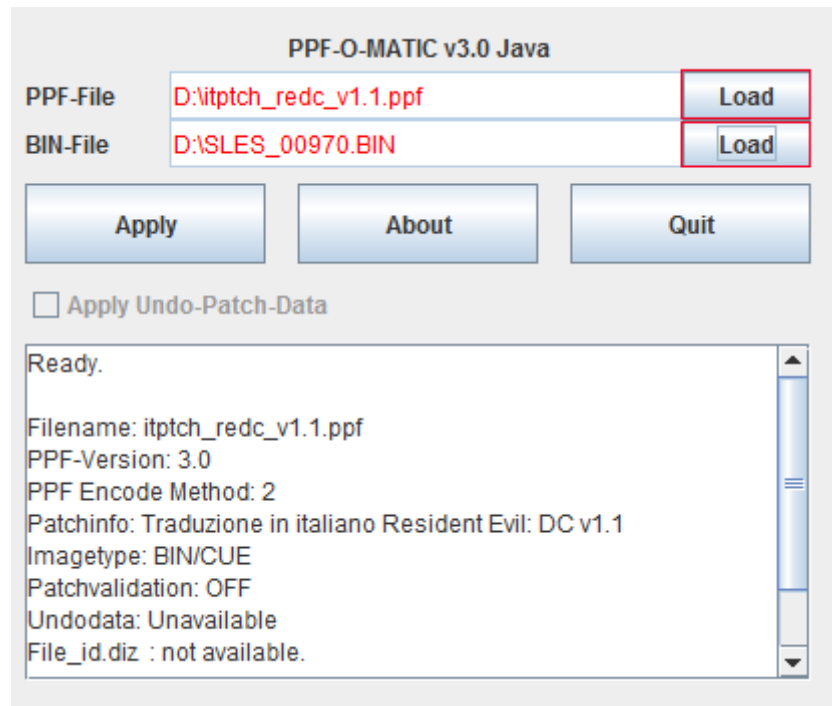 PPF-O-MATIC v3.0 Java
PPF-File D:\itptch_redc_v1.1.ppf Load
BIN-File D:\SLES_00970.BIN Load
Apply About Quit
Apply Undo-Patch-Data
Ready.
Filename: itptch_redc_v1.1.ppf
PPF-Version: 3.0
PPF Encode Method: 2
Patchinfo: Traduzione in italiano Resident Evil: DC v1.1
Imagetype: BIN/CUE
Patchvalidation: OFF
Undodata: Unavailable
File_id.diz : not available.